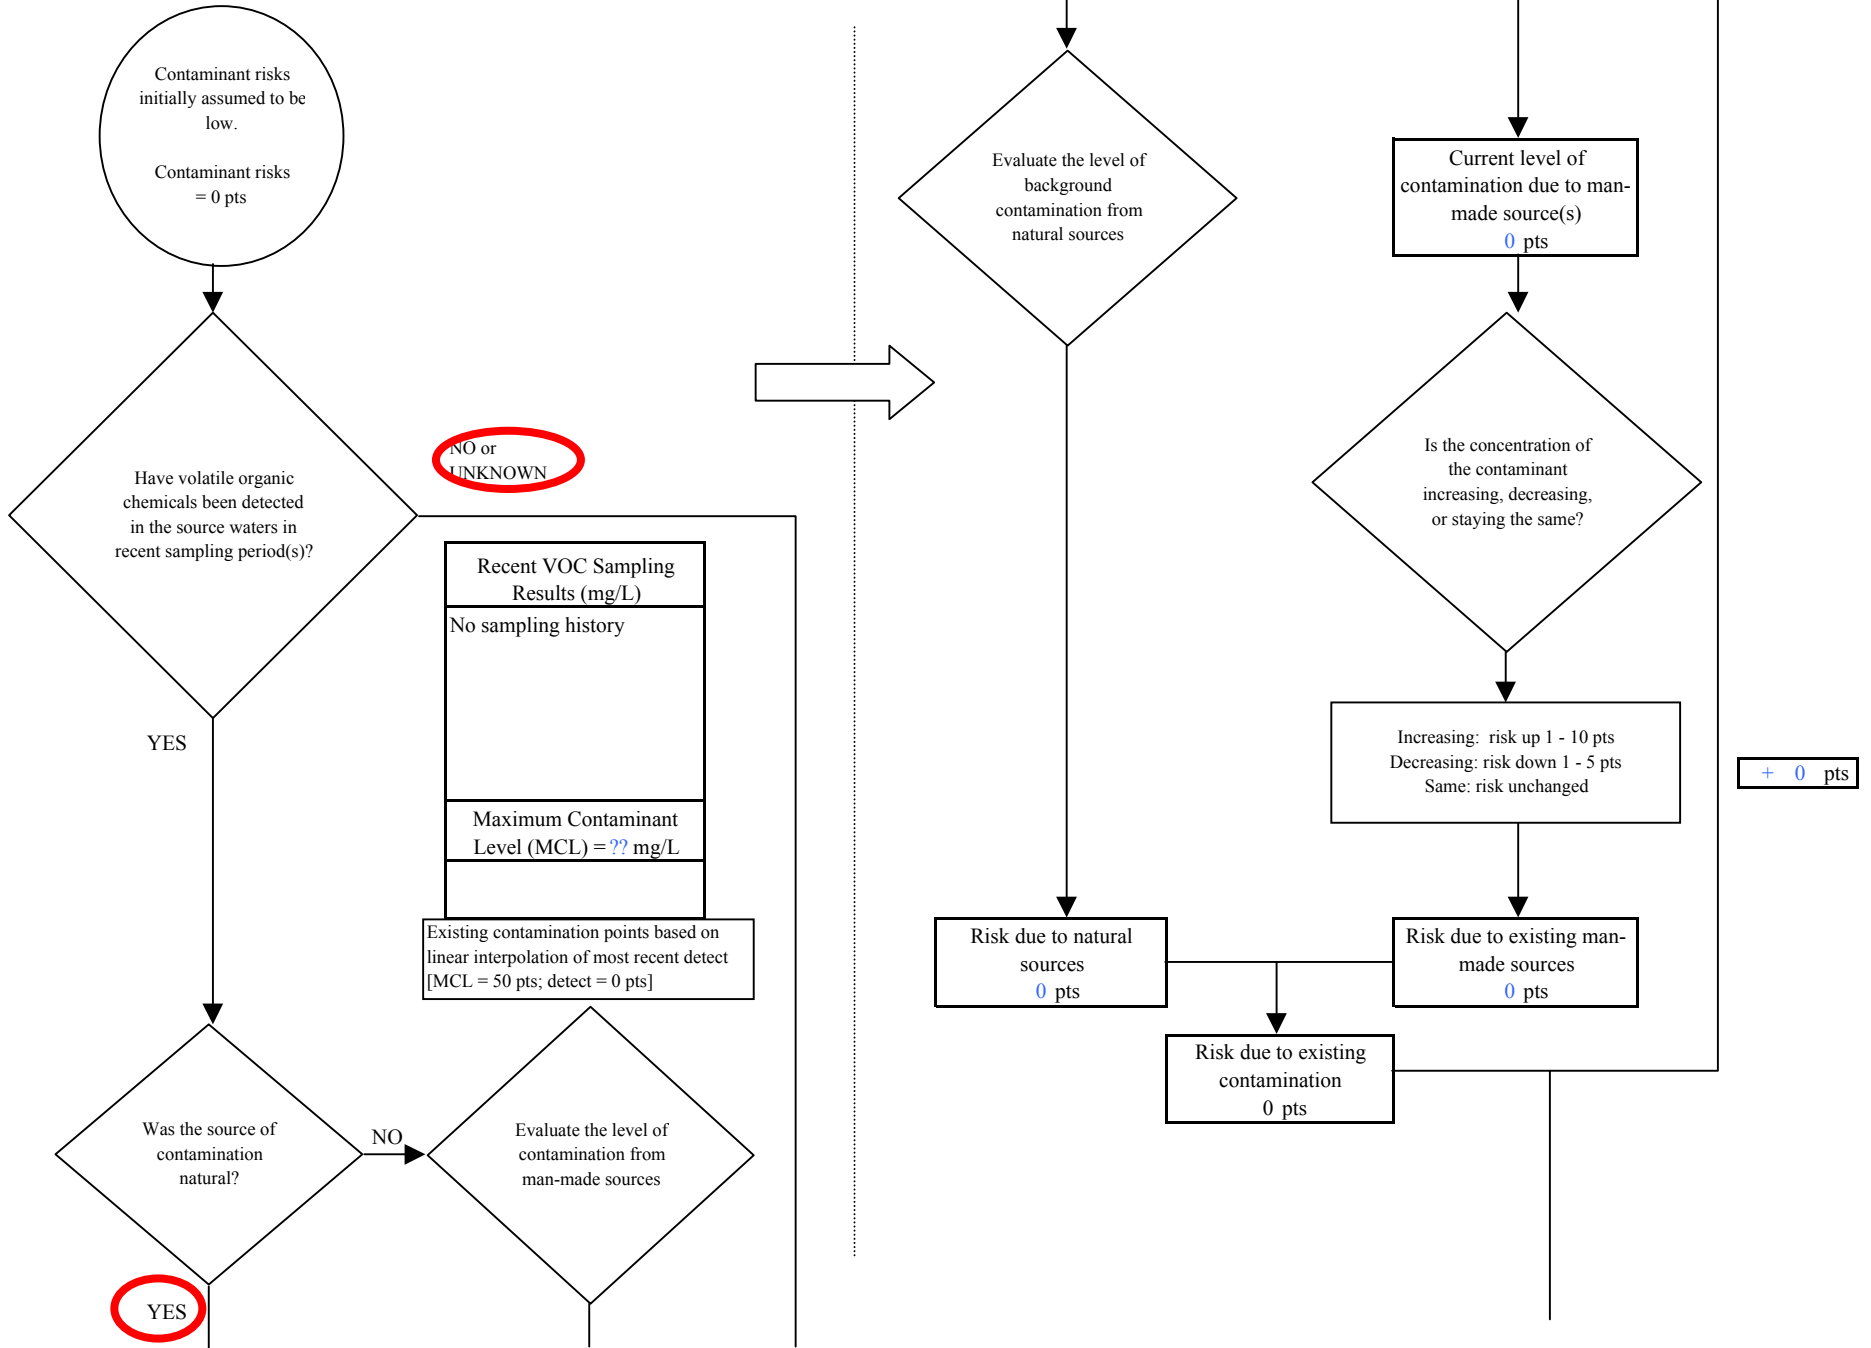 Contaminant risks
initially assumed to be
low.
Contaminant risks
= 0 pts
Have volatile organic
chemicals been detected
in the source waters in
recent sampling period(s)?
NO or
UNKNOWN
YES
Recent VOC Sampling
Results (mg/L)
No sampling history
Maximum Contaminant
Level (MCL) = ?? mg/L
Existing contamination points based on
linear interpolation of most recent detect
[MCL = 50 pts; detect = 0 pts]
Was the source of
contamination
natural?
NO
Evaluate the level of
contamination from
man-made sources
YES
Evaluate the level of
background
contamination from
natural sources
Current level of
contamination due to man-
made source(s)
0 pts
Is the concentration of
the contaminant
increasing, decreasing,
or staying the same?
Increasing: risk up 1 - 10 pts
Decreasing: risk down 1 - 5 pts
Same: risk unchanged
+ 0 pts
Risk due to natural
sources
0 pts
Risk due to existing man-
made sources
0 pts
Risk due to existing
contamination
0 pts